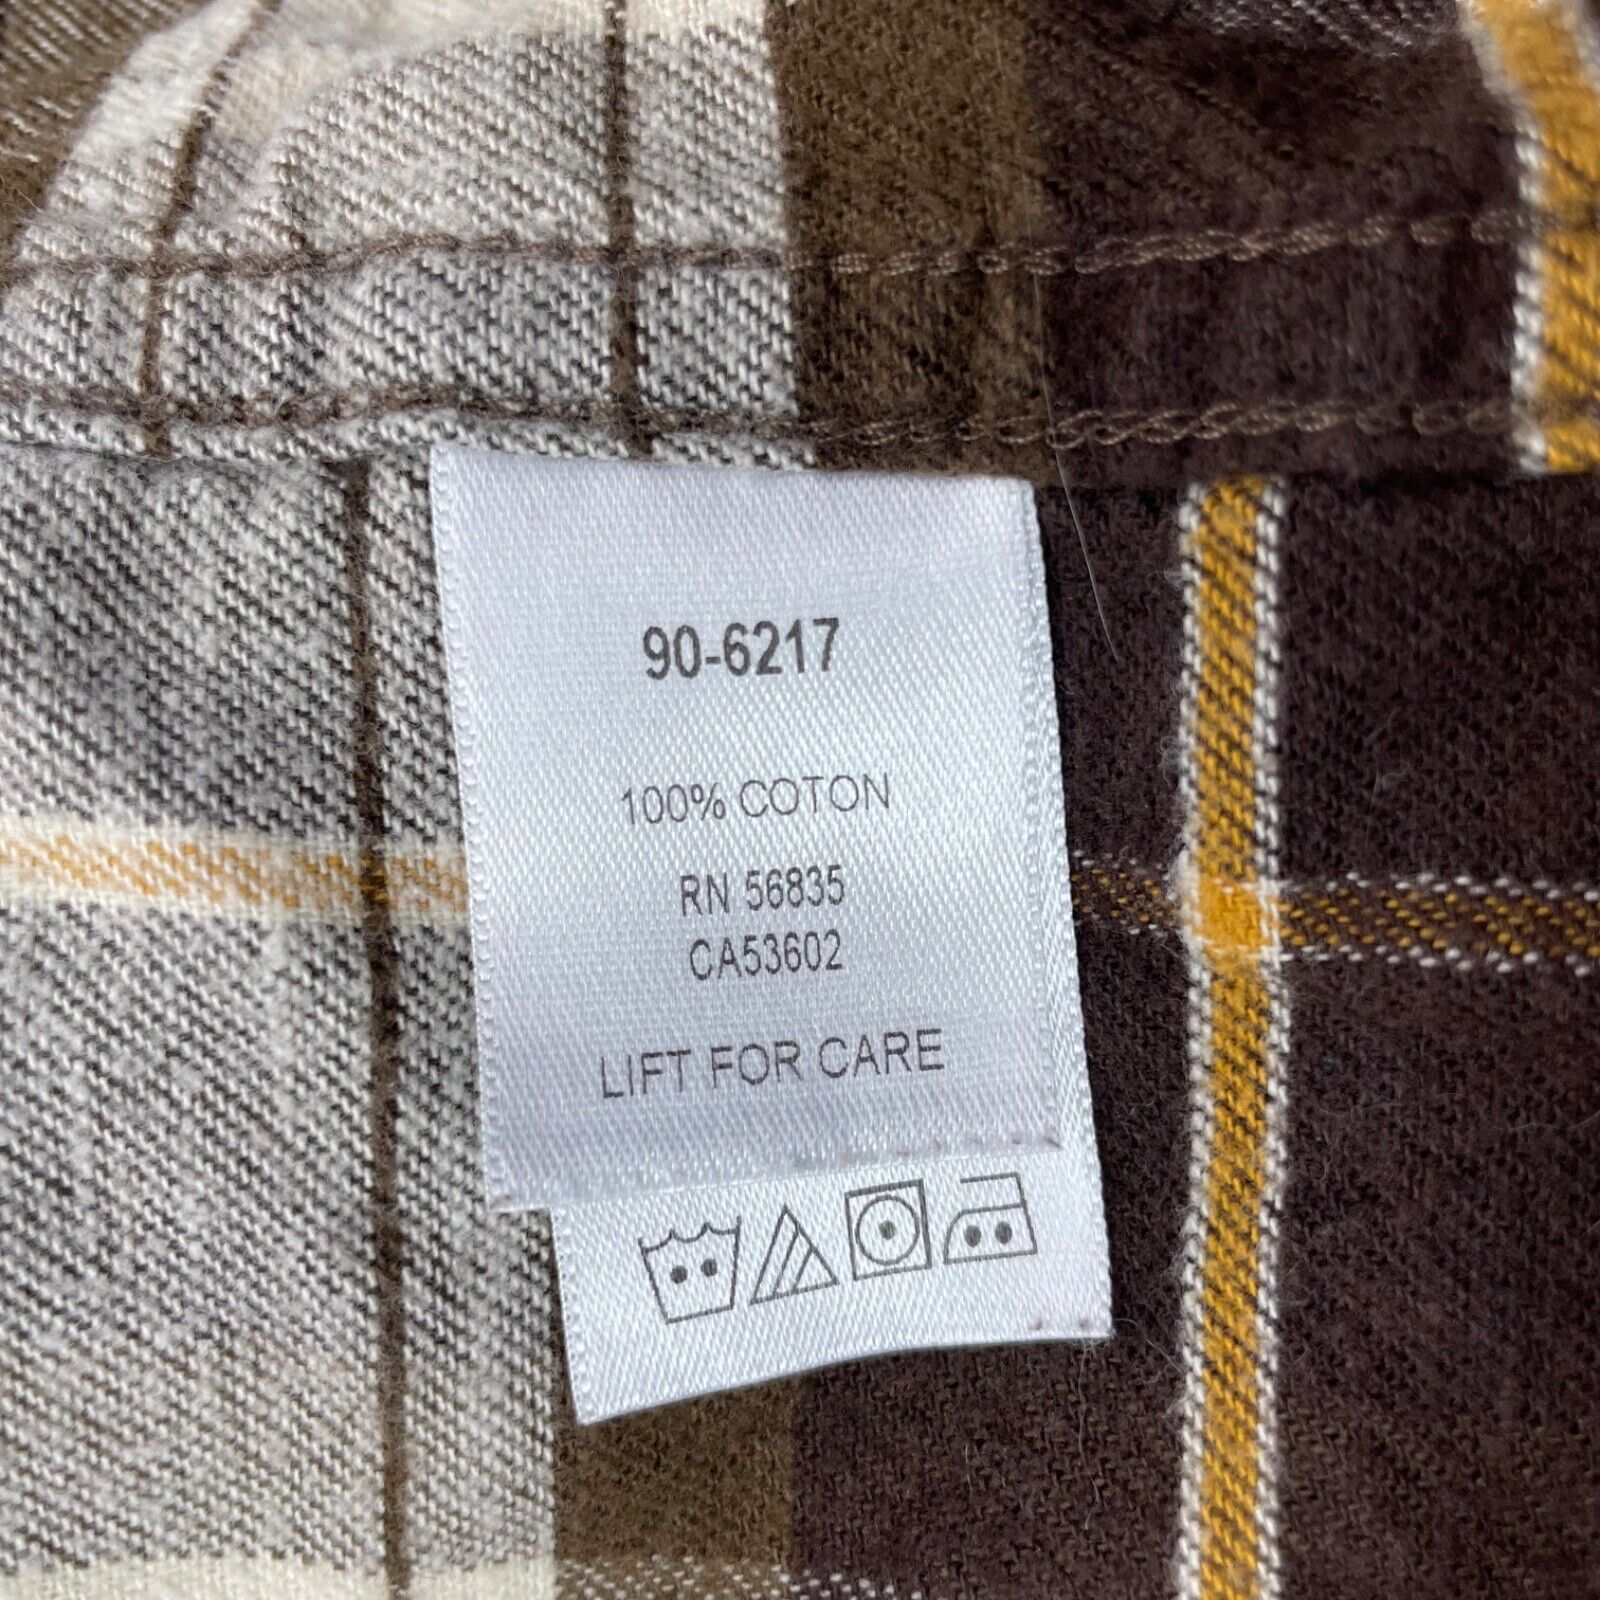 90-6217
100% COTON
RN 56835
CA53602
LIFT FOR CARE